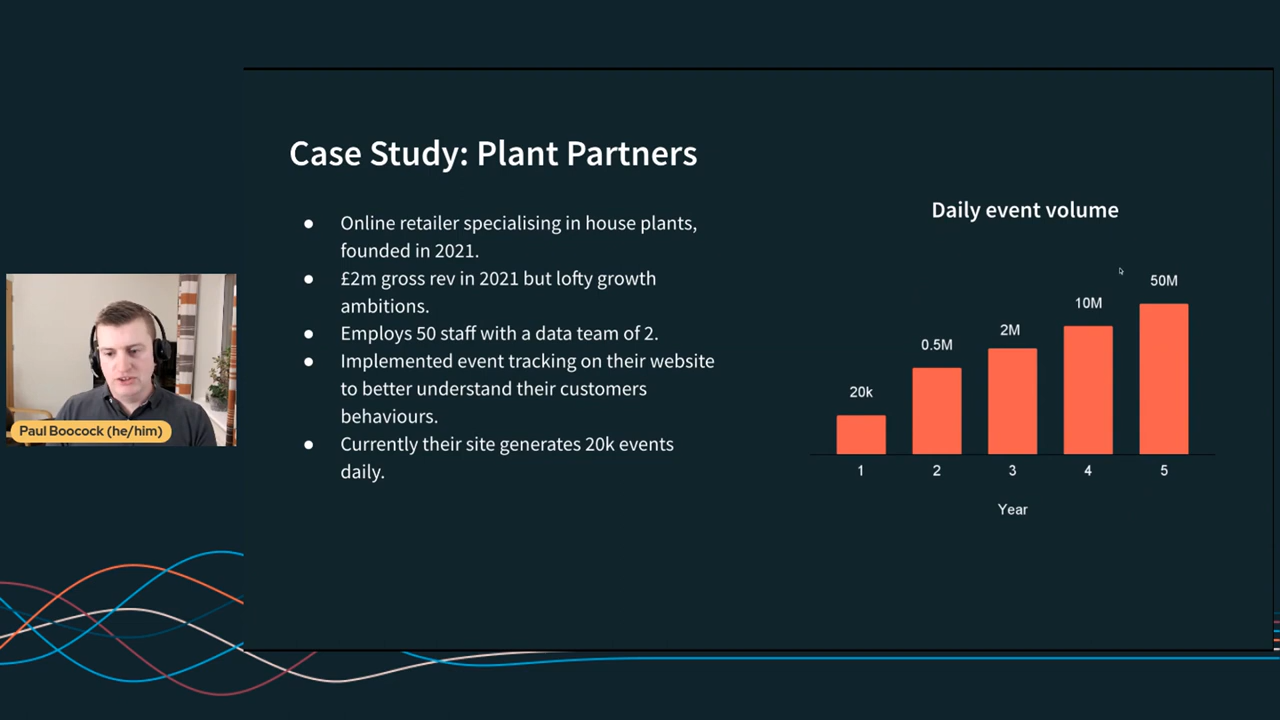 Case Study: Plant Partners
● Online retailer specialising in house plants,
founded in 2021.
● £2m gross rev in 2021 but lofty growth
ambitions.
● Employs 50 staff with a data team of 2.
● Implemented event tracking on their website
to better understand their customers
behaviours.
● Currently their site generates 20k events
daily.
Daily event volume
20k
0.5M
2M
10M
50M
1 2 3 4 5
Year
Paul Boocock (he/him)